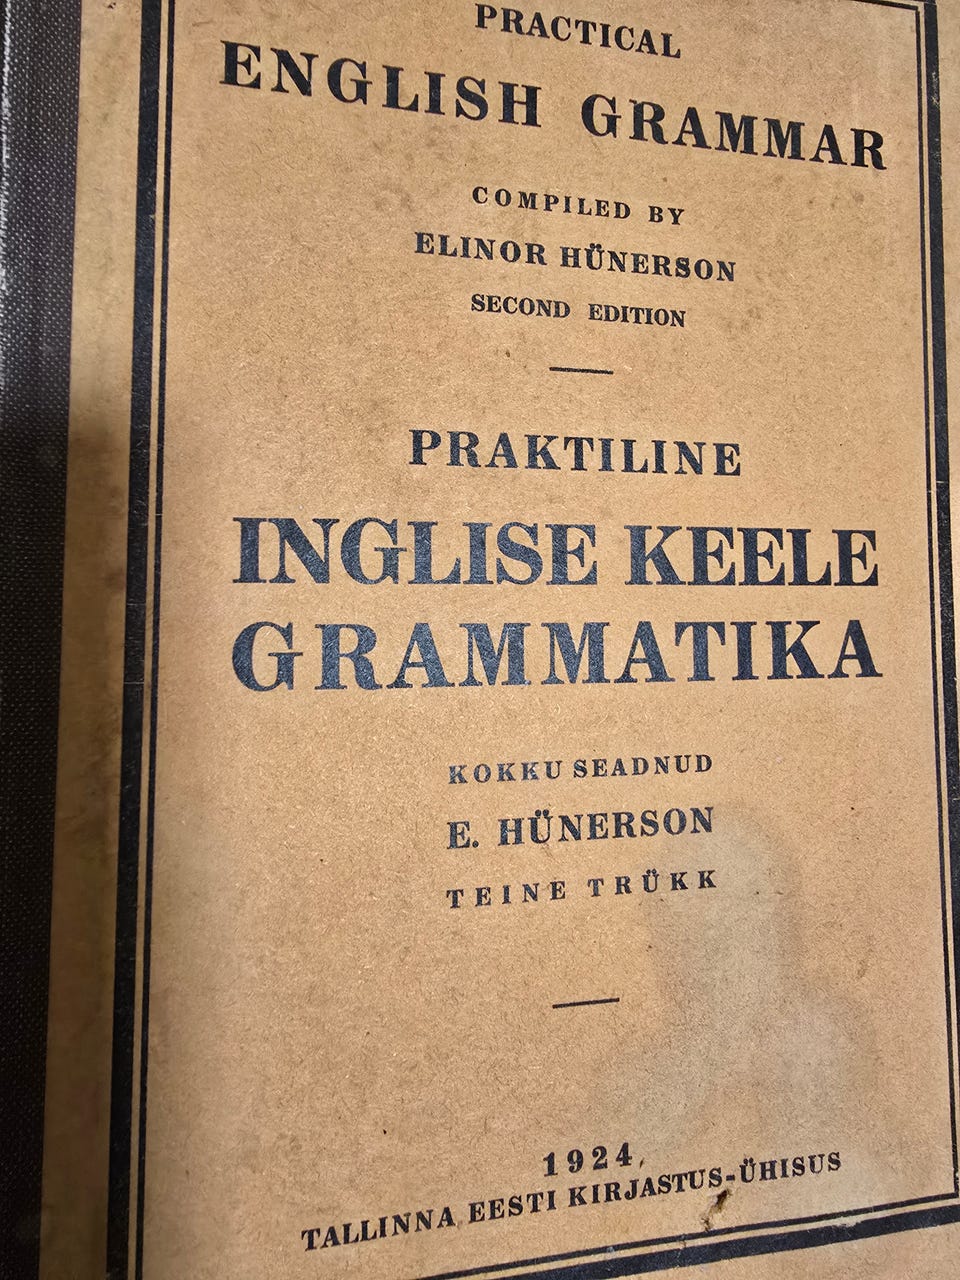 PRACTICAL
ENGLISH GRAMMAR
COMPILED BY
ELINOR HÜNERSON
SECOND EDITION
PRAKTILINE
INGLISE KEELE
GRAMMATIKA
KOKKU SEADNUD
E. HÜNERSON
TEINE TRÜKK
1924
TALLINNA EESTI KIRJASTUS-ÜHISUS